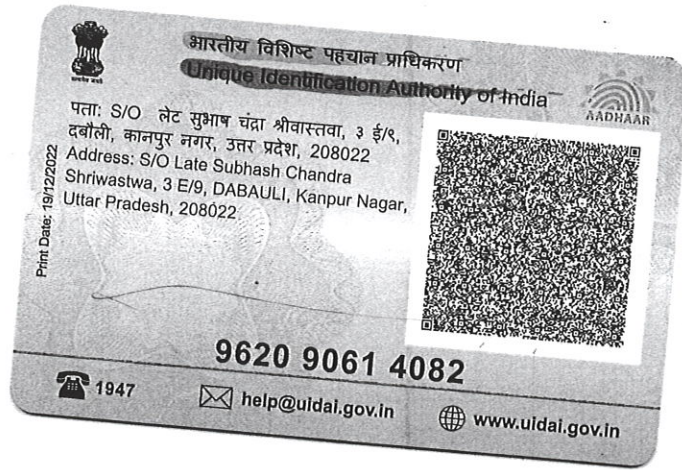 भारतीय विशिष्ट पहचान प्राधिकरण
Unique Identification Authority of India
AADHAAR
पता: S/O लेट सुभाष चंद्रा श्रीवास्तवा, ३ ई/९,
दबौली, कानपुर नगर, उत्तर प्रदेश, 208022
Address: S/O Late Subhash Chandra
Shriwastwa, 3 E/9, DABAULI, Kanpur Nagar,
Uttar Pradesh, 208022
Print Date: 19/12/2022
9620 9061 4082
1947
help@uidai.gov.in
www.uidai.gov.in